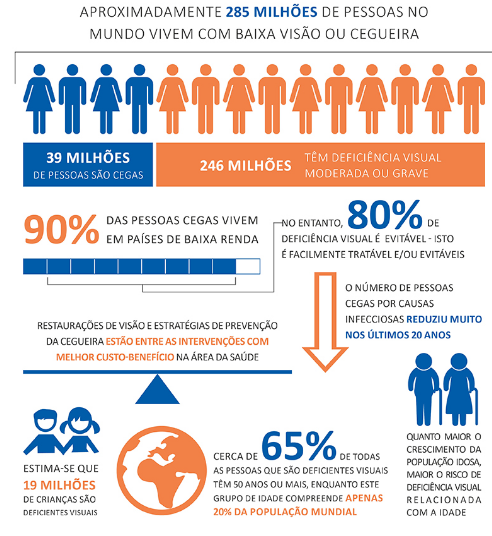 APROXIMADAMENTE 285 MILHÕES DE PESSOAS NO
MUNDO VIVEM COM BAIXA VISÃO OU CEGUEIRA
39 MILHÕES
DE PESSOAS SÃO CEGAS
246 MILHÕES
TÊM DEFICIÊNCIA VISUAL
MODERADA OU GRAVE
90%
DAS PESSOAS CEGAS VIVEM
EM PAÍSES DE BAIXA RENDA
NO ENTANTO, 80% DE
DEFICIÊNCIA VISUAL É EVITÁVEL - ISTO
É FACILMENTE TRATÁVEL E/OU EVITÁVEIS
O NÚMERO DE PESSOAS
CEGAS POR CAUSAS
INFECCIOSAS REDUZIU MUITO
NOS ÚLTIMOS 20 ANOS
RESTAURAÇÕES DE VISÃO E ESTRATÉGIAS DE PREVENÇÃO
DA CEGUEIRA ESTÃO ENTRE AS INTERVENÇÕES COM
MELHOR CUSTO-BENEFÍCIO NA ÁREA DA SAÚDE
ESTIMA-SE QUE
19 MILHÕES
DE CRIANÇAS SÃO
DEFICIENTES VISUAIS
CERCA DE 65% DE TODAS
AS PESSOAS QUE SÃO DEFICIENTES VISUAIS
TÊM 50 ANOS OU MAIS, ENQUANTO ESTE
GRUPO DE IDADE COMPREENDE APENAS
20% DA POPULAÇÃO MUNDIAL
QUANTO MAIOR O
CRESCIMENTO DA
POPULAÇÃO IDOSA,
MAIOR O RISCO DE
DEFICIÊNCIA VISUAL
RELACIONADA
COM A IDADE